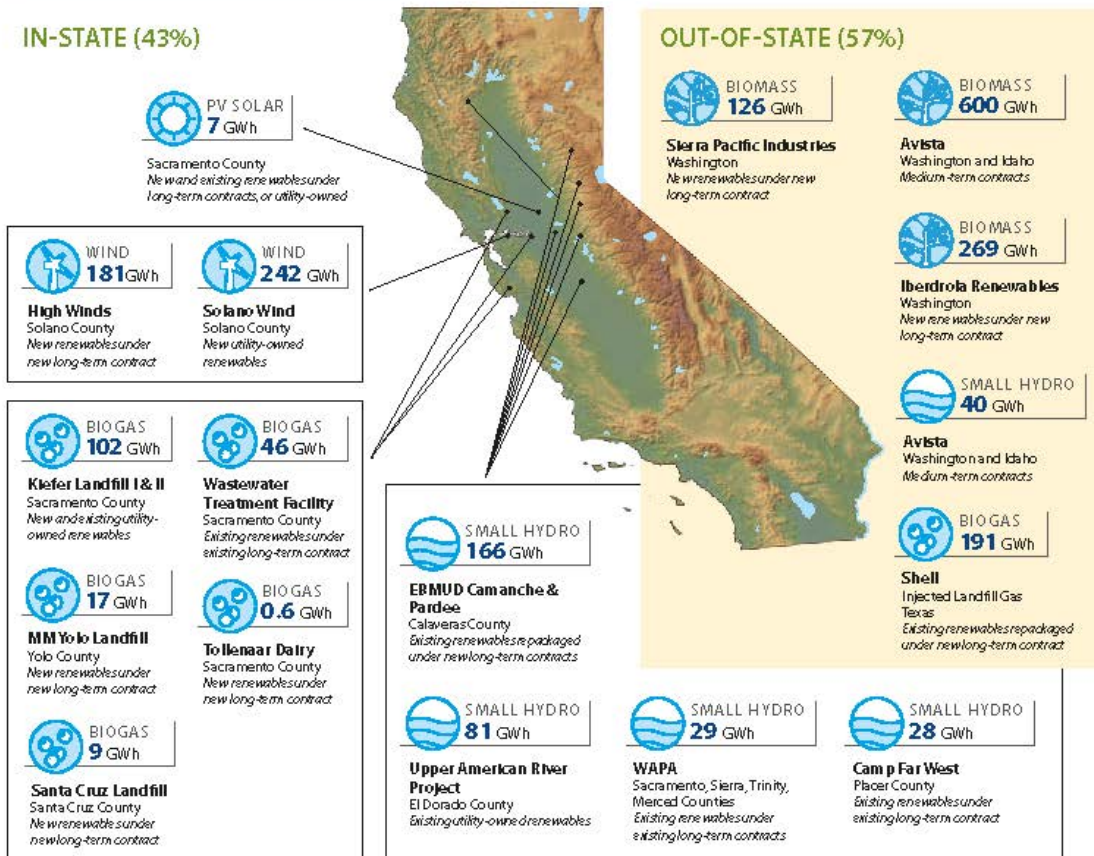 IN-STATE (43%)
PV SOLAR
7 GWh
Sacramento County
New and existing renewables under
long-term contracts, or utility-owned
WIND
181 GWh
High Winds
Solano County
New renewables under
new long-term contract
WIND
242 GWh
Solano Wind
Solano County
New utility-owned
renewables
BIOGAS
102 GWh
Kiefer Landfill I & II
Sacramento County
New and existing utility-
owned renewables
BIOGAS
46 GWh
Wastewater
Treatment Facility
Sacramento County
Existing renewables under
existing long-term contract
BIOGAS
17 GWh
MM Yolo Landfill
Yolo County
New renewables under
new long-term contract
BIOGAS
0.6 GWh
Tollenaar Dairy
Sacramento County
New renewables under
new long-term contract
BIOGAS
9 GWh
Santa Cruz Landfill
Santa Cruz County
New renewables under
new long-term contract
SMALL HYDRO
166 GWh
EBMUD Camanche &
Pardee
Calaveras County
Existing renewables repackaged
under new long-term contracts
SMALL HYDRO
81 GWh
Upper American River
Project
El Dorado County
Existing utility-owned renewables
SMALL HYDRO
29 GWh
WAPA
Sacramento, Sierra, Trinity,
Merced Counties
Existing renewables under
existing long-term contracts
SMALL HYDRO
28 GWh
Camp Far West
Placer County
Existing renewables under
existing long-term contract
OUT-OF-STATE (57%)
BIOMASS
126 GWh
Sierra Pacific Industries
Washington
New renewables under new
long-term contract
BIOMASS
600 GWh
Avista
Washington and Idaho
Medium-term contracts
BIOMASS
269 GWh
Iberdrola Renewables
Washington
New renewables under new
long-term contract
SMALL HYDRO
40 GWh
Avista
Washington and Idaho
Medium-term contracts
BIOGAS
191 GWh
Shell
Injected Landfill Gas
Texas
Existing renewables repackaged
under new long-term contract